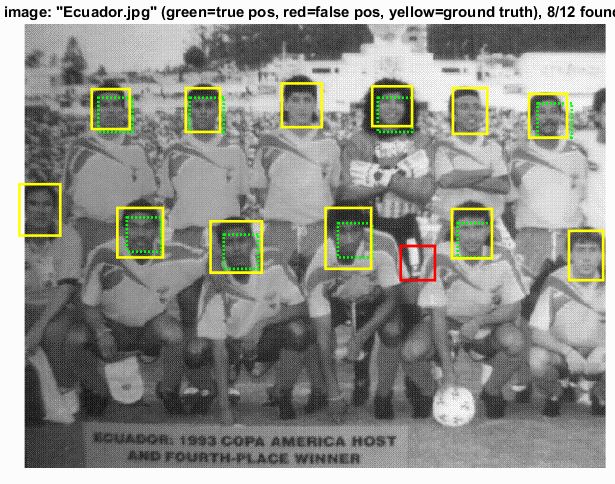 image: "Ecuador.jpg" (green=true pos, red=false pos, yellow=ground truth), 8/12 foun
ECUADOR: 1993 COPA AMERICA HOST
AND FOURTH-PLACE WINNER